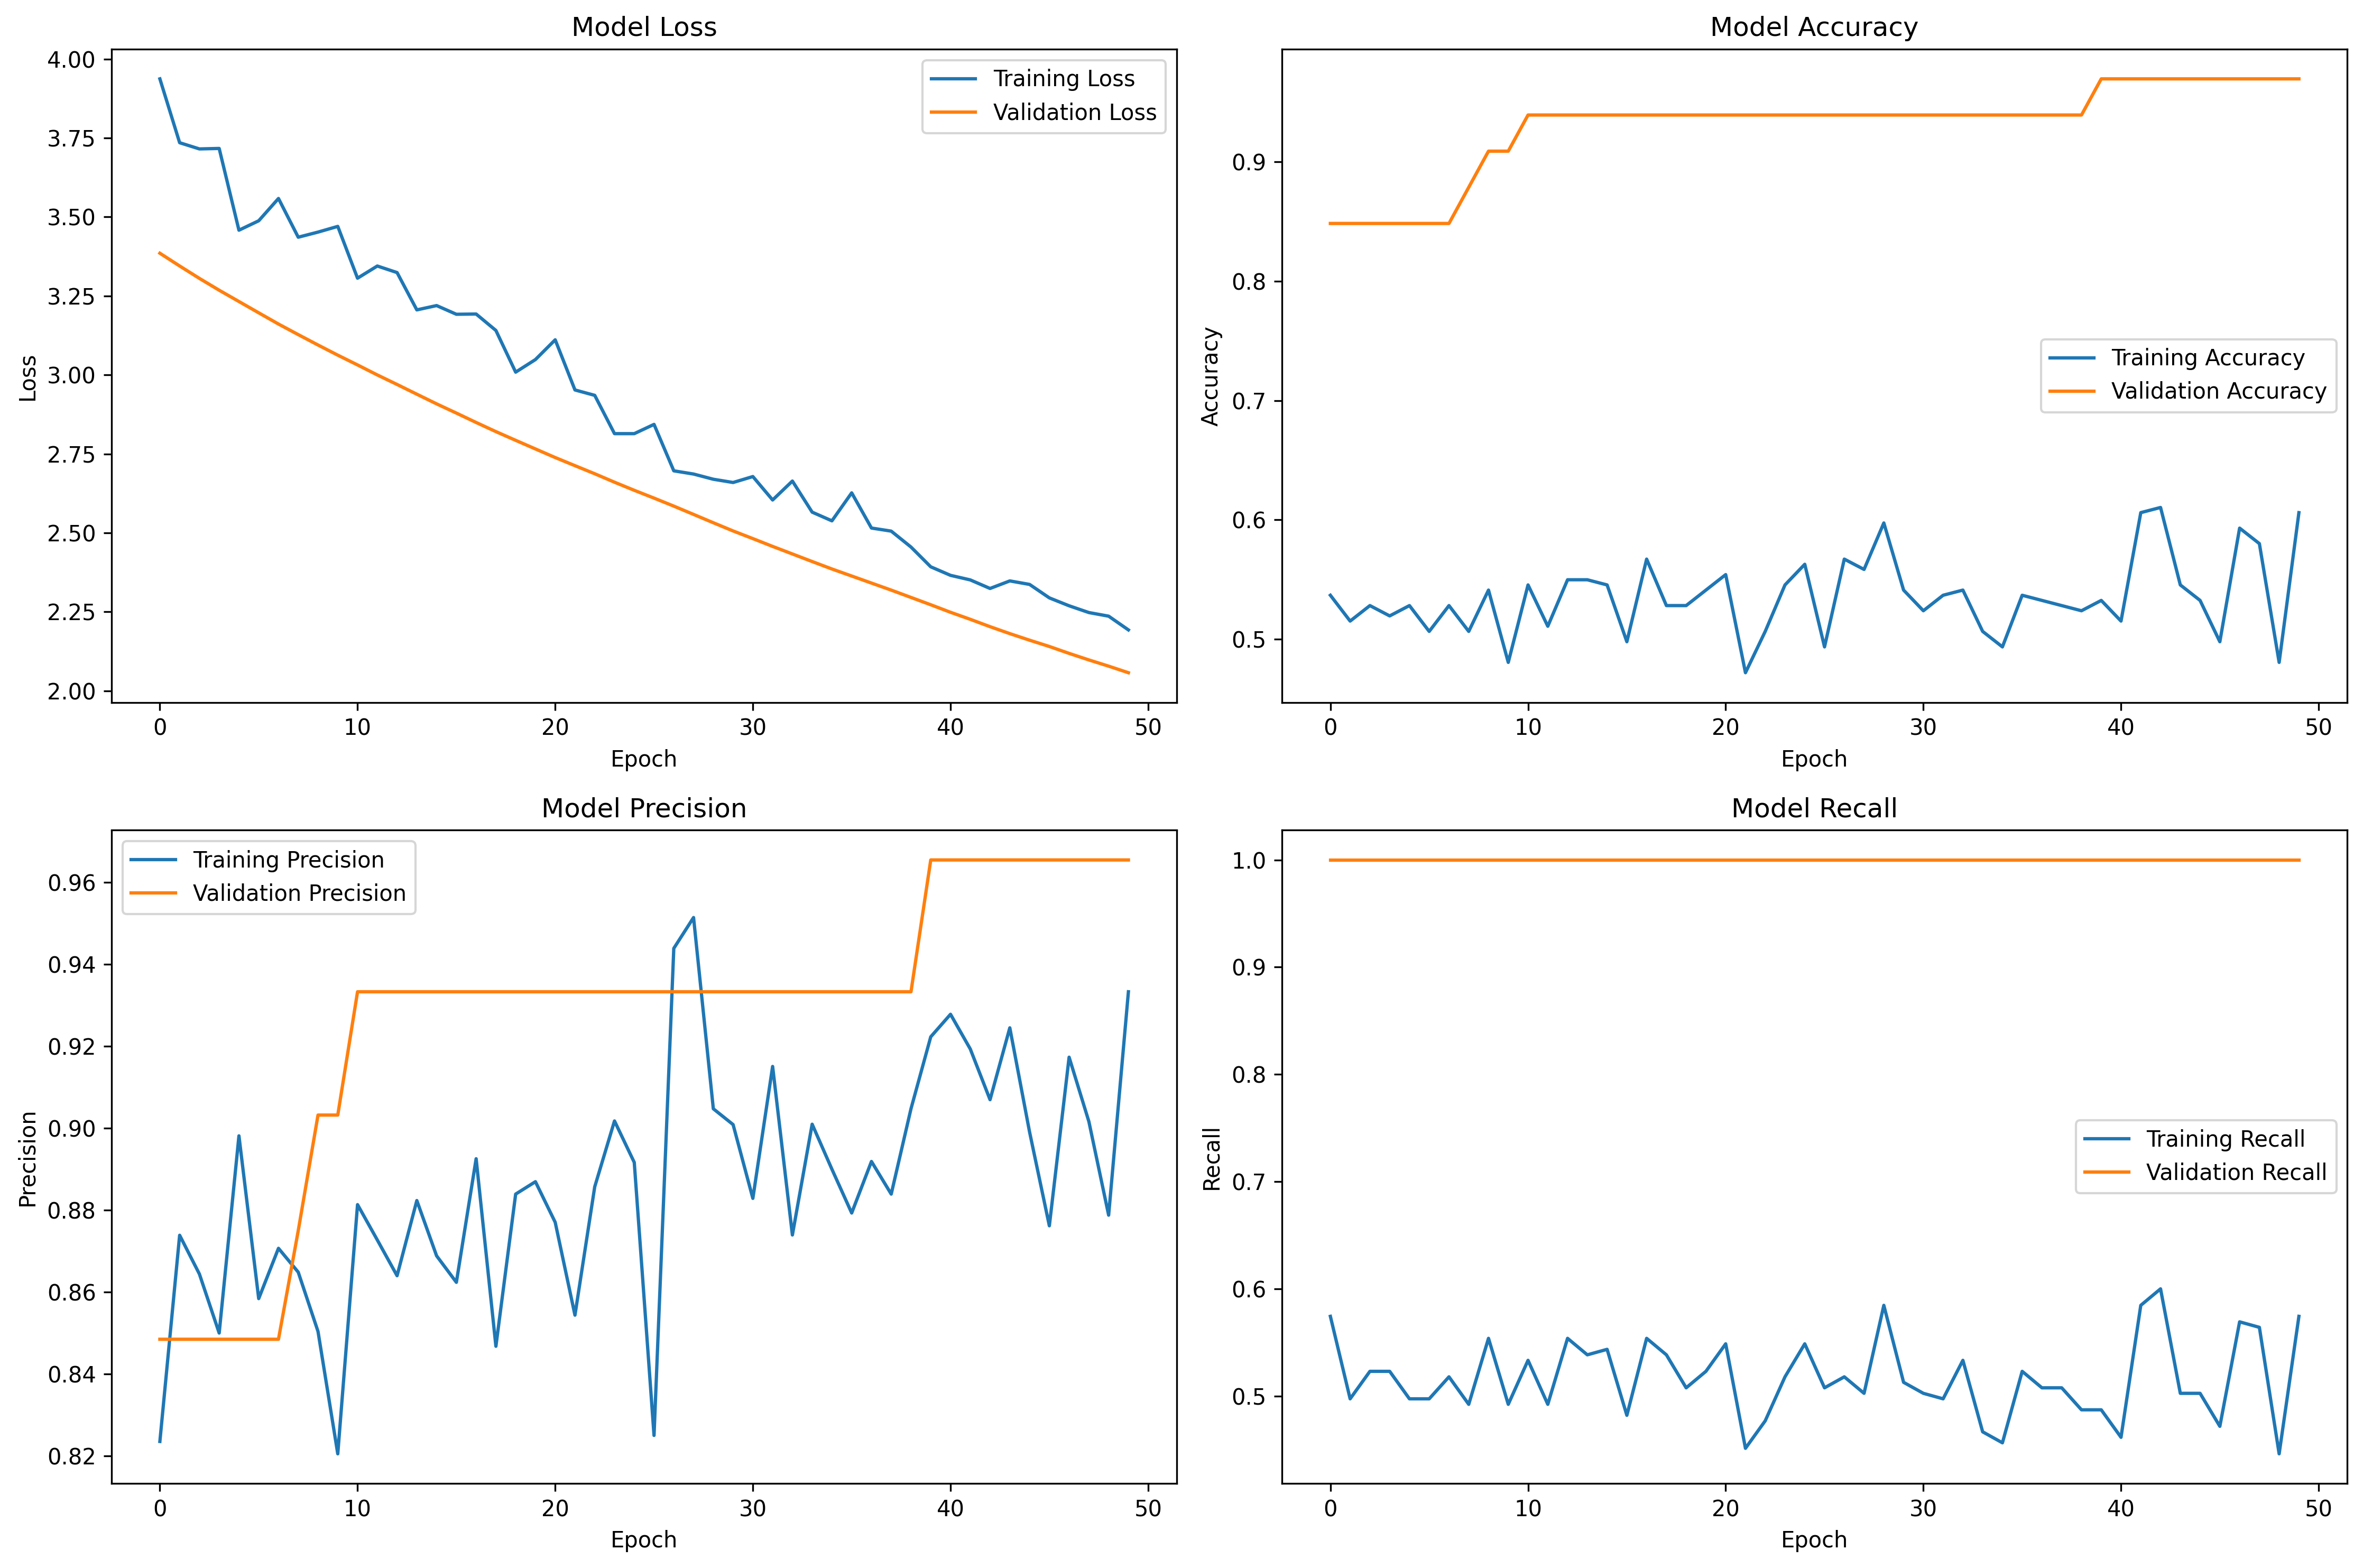 Model Loss
4.00
3.75
3.50
3.25
3.00
2.75
2.50
2.25
2.00
Loss
Training Loss
Validation Loss
0 10 20 30 40 50
Epoch
Model Accuracy
0.9
0.8
0.7
0.6
0.5
Accuracy
Training Accuracy
Validation Accuracy
0 10 20 30 40 50
Epoch
Model Precision
0.96
0.94
0.92
0.90
0.88
0.86
0.84
0.82
Precision
Training Precision
Validation Precision
0 10 20 30 40 50
Epoch
Model Recall
1.0
0.9
0.8
0.7
0.6
0.5
Recall
Training Recall
Validation Recall
0 10 20 30 40 50
Epoch